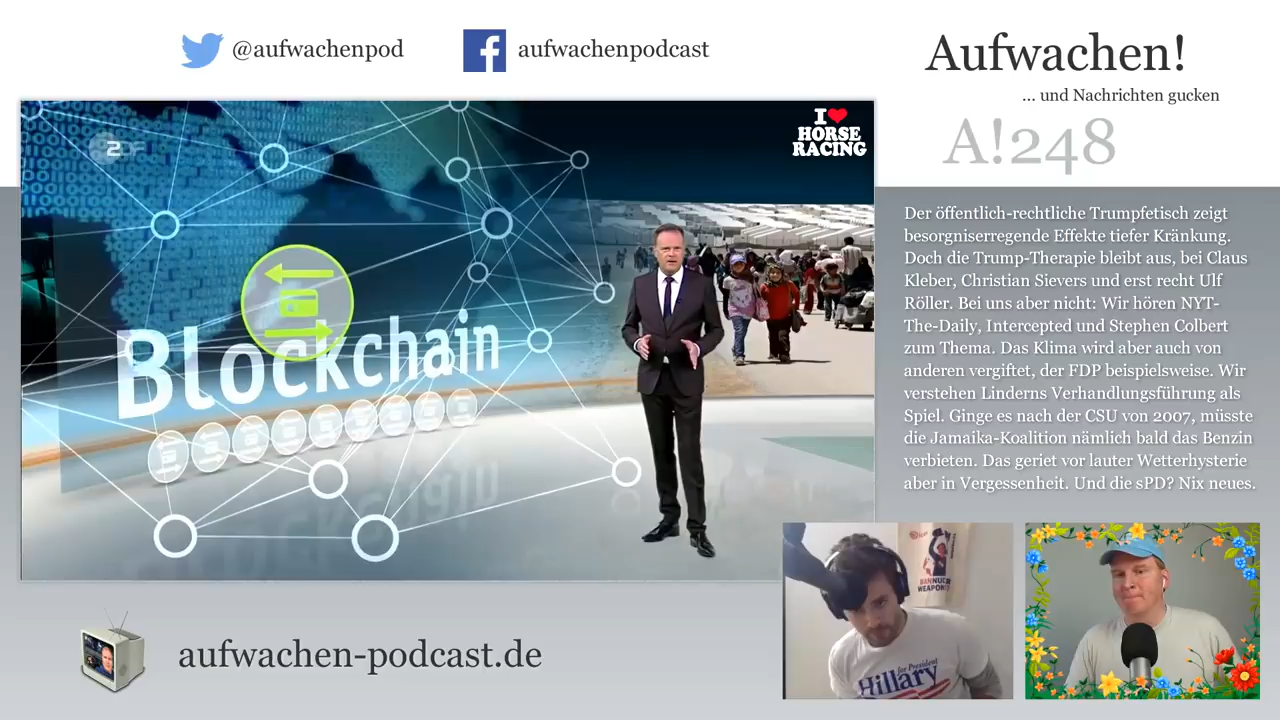 @aufwachenpod
aufwachenpodcast
Aufwachen!
... und Nachrichten gucken
A!248
ZDF
I
HORSE
RACING
Blockchain
Der öffentlich-rechtliche Trumpfetisch zeigt
besorgniserregende Effekte tiefer Kränkung.
Doch die Trump-Therapie bleibt aus, bei Claus
Kleber, Christian Sievers und erst recht Ulf
Röller. Bei uns aber nicht: Wir hören NYT-
The-Daily, Intercepted und Stephen Colbert
zum Thema. Das Klima wird aber auch von
anderen vergiftet, der FDP beispielsweise. Wir
verstehen Linderns Verhandlungsführung als
Spiel. Ginge es nach der CSU von 2007, müsste
die Jamaika-Koalition nämlich bald das Benzin
verbieten. Das geriet vor lauter Wetterhysterie
aber in Vergessenheit. Und die sPD? Nix neues.
for President
Hillary
aufwachen-podcast.de